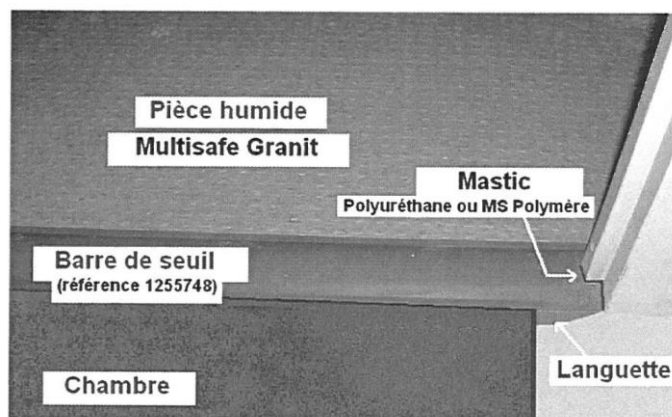 Pièce humide
Multisafe Granit
Mastic
Polyuréthane ou MS Polymère
Barre de seuil
(référence 1255748)
Languette
Chambre